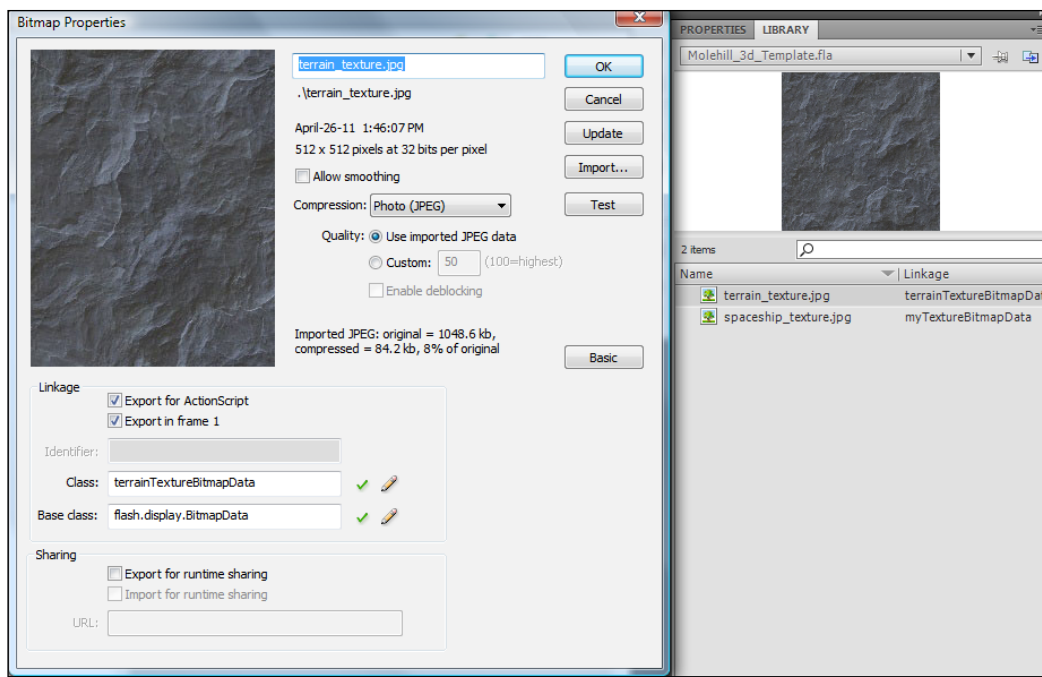 Bitmap Properties
terrain_texture.jpg
.\terrain_texture.jpg
April-26-11 1:46:07 PM
512 x 512 pixels at 32 bits per pixel
Allow smoothing
Compression: Photo (JPEG)
Quality: Use imported JPEG data
Custom: 50 (100=highest)
Enable deblocking
Imported JPEG: original = 1048.6 kb,
compressed = 84.2 kb, 8% of original
OK
Cancel
Update
Import...
Test
Basic
Linkage
Export for ActionScript
Export in frame 1
Identifier:
Class: terrainTextureBitmapData
Base class: flash.display.BitmapData
Sharing
Export for runtime sharing
Import for runtime sharing
URL:
PROPERTIES LIBRARY
Molehill_3d_Template.fla
2 items
Name Linkage
terrain_texture.jpg terrainTextureBitmapDat
spaceship_texture.jpg myTextureBitmapData